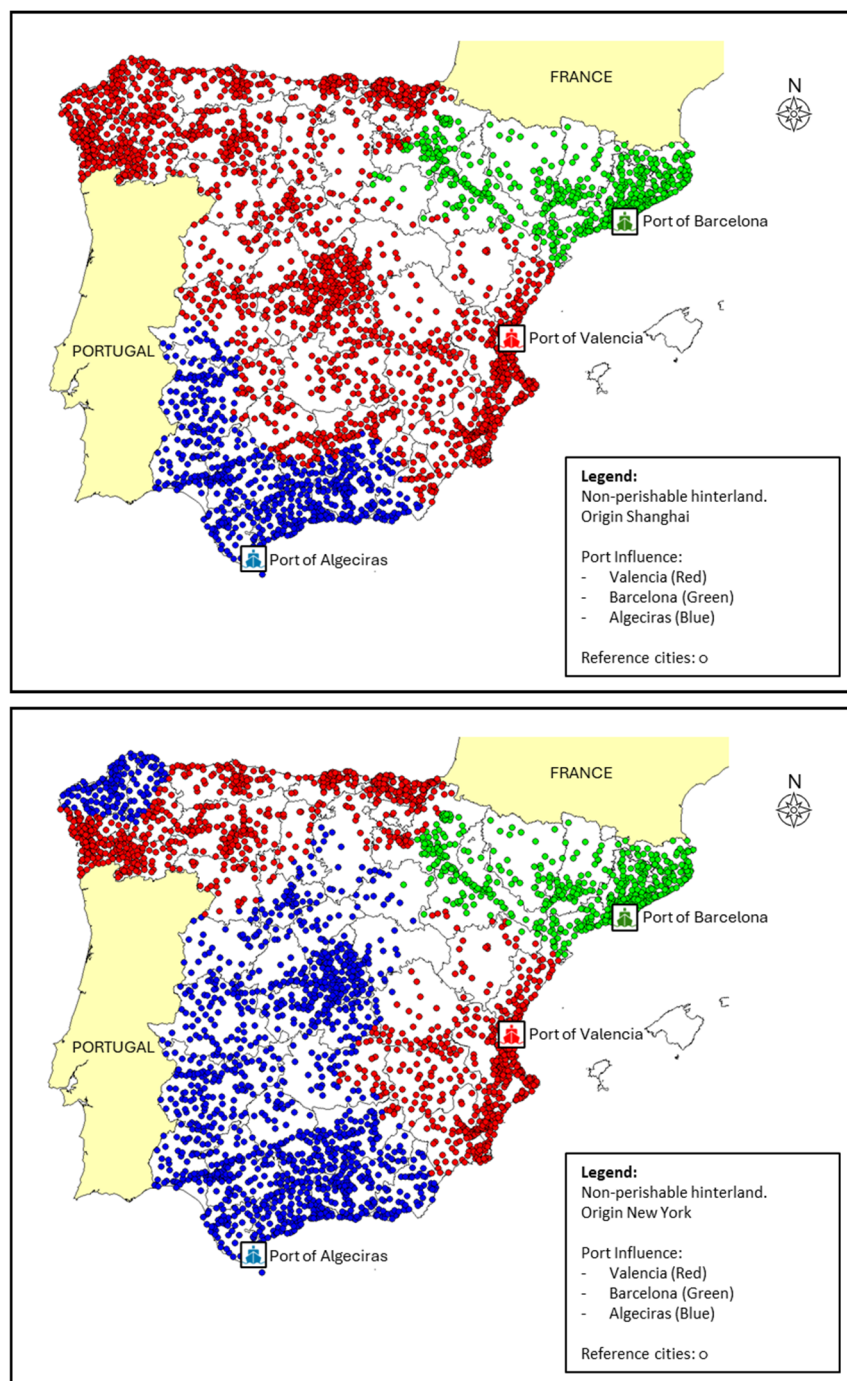 FRANCE
N
Port of Barcelona
Port of Valencia
PORTUGAL
Legend:
Non-perishable hinterland.
Origin Shanghai
Port Influence:
- Valencia (Red)
- Barcelona (Green)
- Algeciras (Blue)
Reference cities: o
Port of Algeciras
FRANCE
N
Port of Barcelona
Port of Valencia
PORTUGAL
Legend:
Non-perishable hinterland.
Origin New York
Port Influence:
- Valencia (Red)
- Barcelona (Green)
- Algeciras (Blue)
Reference cities: o
Port of Algeciras